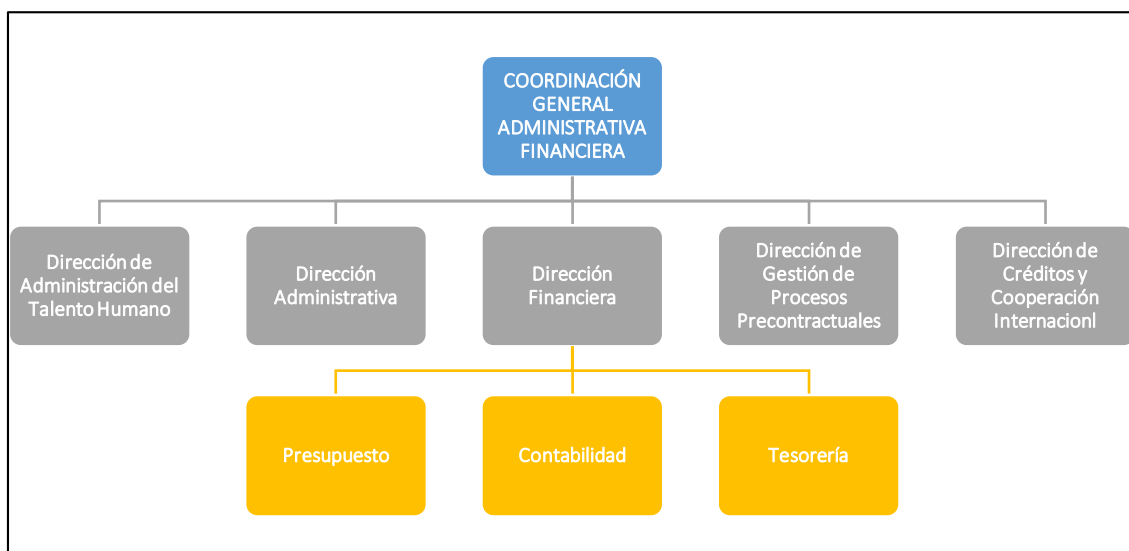 COORDINACIÓN
GENERAL
ADMINISTRATIVA
FINANCIERA
Dirección de
Administración del
Talento Humano
Dirección
Administrativa
Dirección
Financiera
Dirección de
Gestión de
Procesos
Precontractuales
Dirección de
Créditos y
Cooperación
Internacionl
Presupuesto
Contabilidad
Tesorería